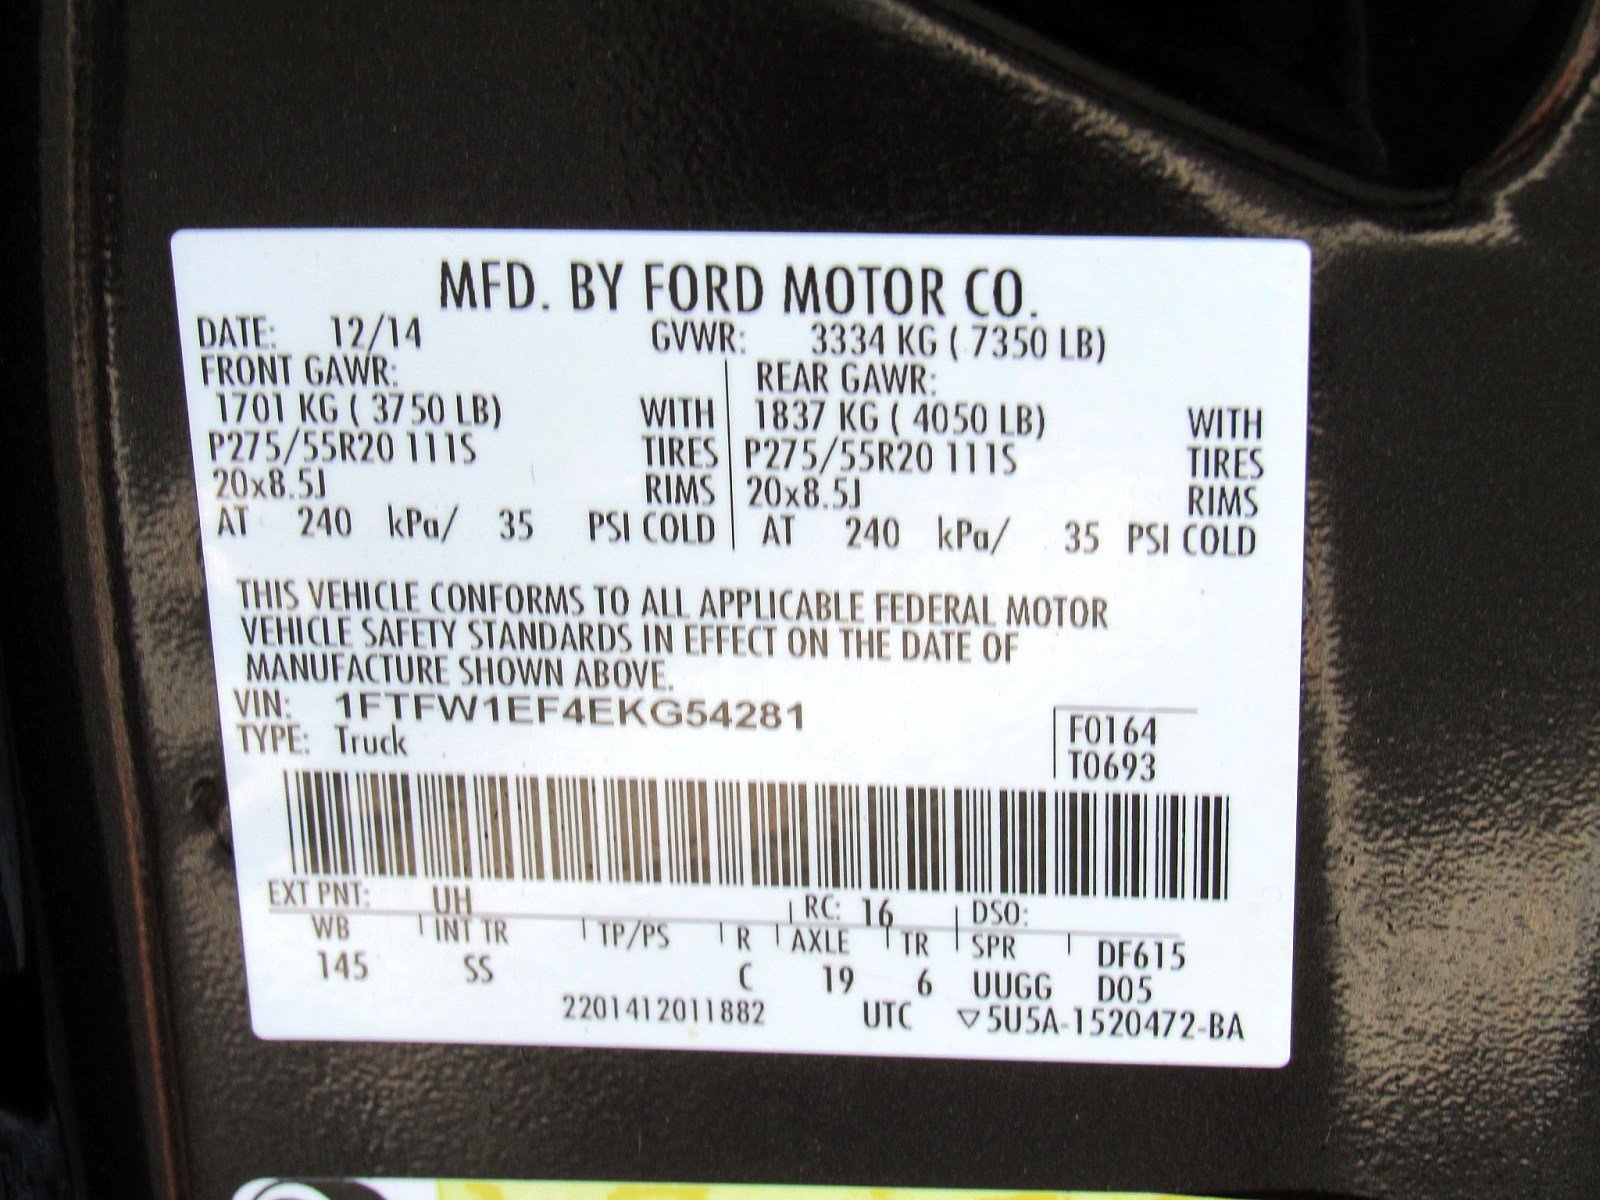 MFD. BY FORD MOTOR CO.
DATE: 12/14 GVWR: 3334 KG ( 7350 LB)
FRONT GAWR: REAR GAWR:
1701 KG ( 3750 LB) WITH 1837 KG ( 4050 LB) WITH
P275/55R20 111S TIRES P275/55R20 111S TIRES
20x8.5J RIMS 20x8.5J RIMS
AT 240 kPa/ 35 PSI COLD AT 240 kPa/ 35 PSI COLD
THIS VEHICLE CONFORMS TO ALL APPLICABLE FEDERAL MOTOR
VEHICLE SAFETY STANDARDS IN EFFECT ON THE DATE OF
MANUFACTURE SHOWN ABOVE.
VIN: 1FTFW1EF4EKG54281 F0164
TYPE: Truck T0693
EXT PNT: UH RC: 16 DSO:
WB INT TR TP/PS R AXLE TR SPR DF615
145 SS C 19 6 UUGG D05
2201412011882 UTC ▽5U5A-1520472-BA